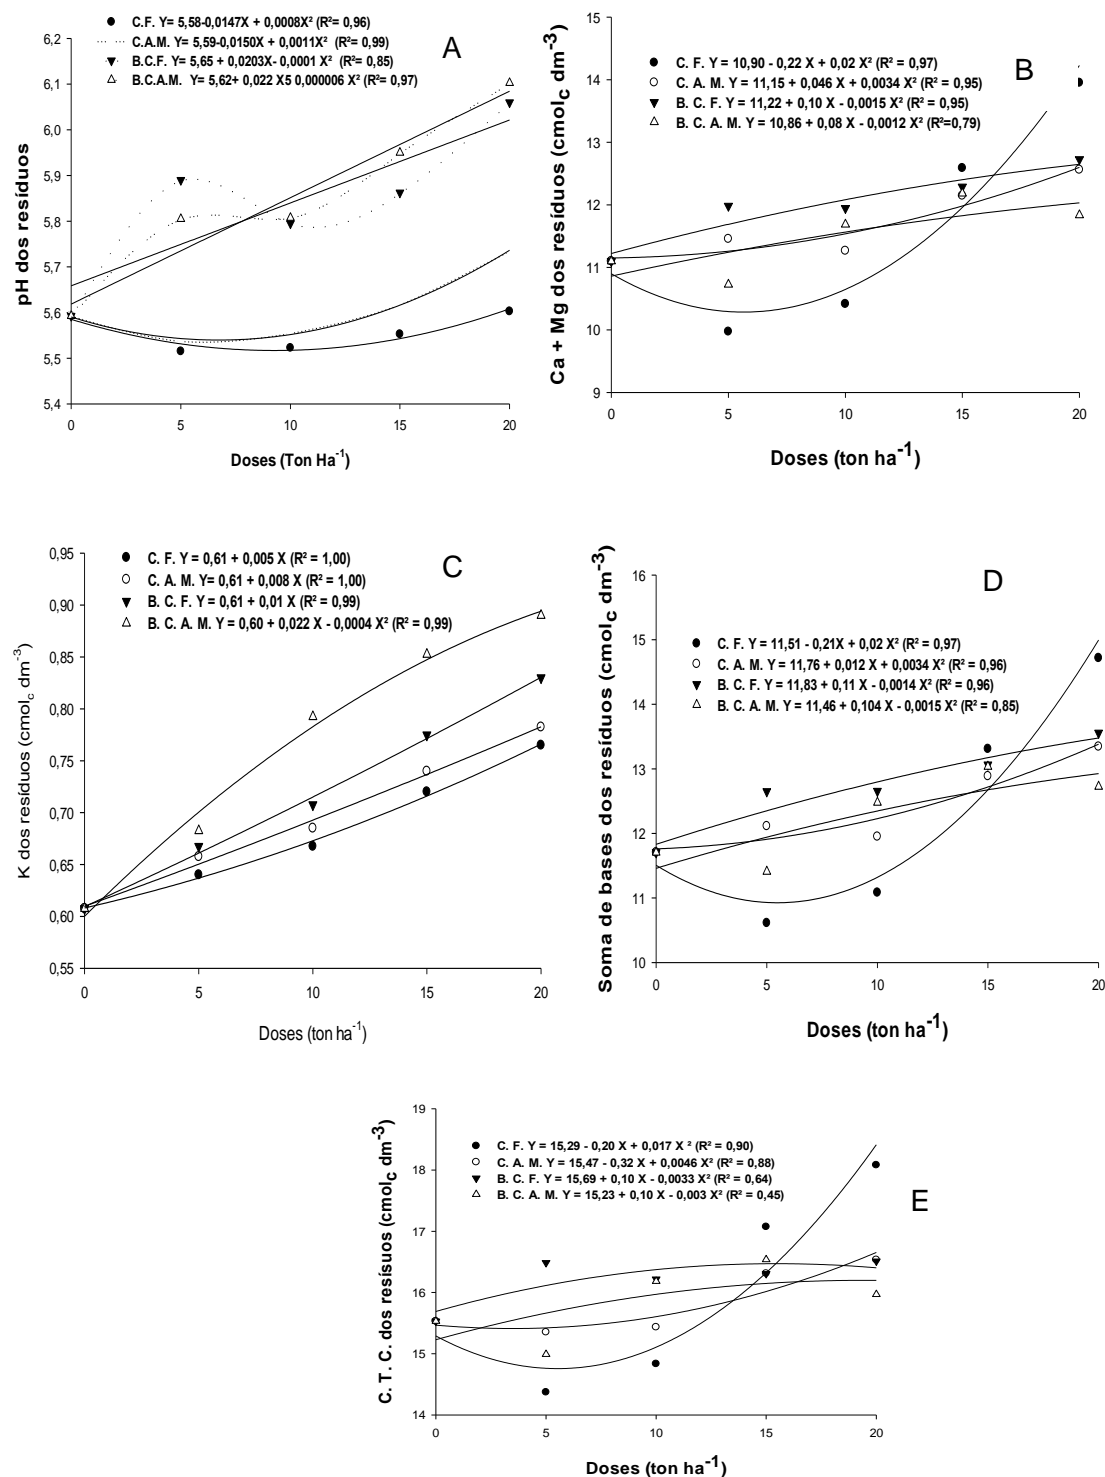 C.F. Y= 5,58-0,0147X + 0,0008X² (R²= 0,96)
C.A.M. Y= 5,59-0,0150X + 0,0011X² (R²= 0,99)
B.C.F. Y= 5,65 + 0,0203X- 0,0001 X² (R²= 0,85)
B.C.A.M. Y= 5,62+ 0,022 X5 0,000006 X² (R²= 0,97)
A
6,2
6,1
6,0
5,9
5,8
5,7
5,6
5,5
5,4
pH dos resíduos
0 5 10 15 20
Doses (Ton Ha⁻¹)
B
C. F. Y = 10,90 - 0,22 X + 0,02 X² (R² = 0,97)
C. A. M. Y = 11,15 + 0,046 X + 0,0034 X² (R² = 0,95)
B. C. F. Y = 11,22 + 0,10 X - 0,0015 X² (R² = 0,95)
B. C. A. M. Y = 10,86 + 0,08 X - 0,0012 X² (R²=0,79)
15
14
13
12
11
10
9
Ca + Mg dos resíduos (cmolc dm⁻³)
0 5 10 15 20
Doses (ton ha⁻¹)
C
C. F. Y = 0,61 + 0,005 X (R² = 1,00)
C. A. M. Y= 0,61 + 0,008 X (R² = 1,00)
B. C. F. Y = 0,61 + 0,01 X (R² = 0,99)
B. C. A. M. Y = 0,60 + 0,022 X - 0,0004 X² (R² = 0,99)
0,95
0,90
0,85
0,80
0,75
0,70
0,65
0,60
0,55
K dos resíduos (cmolc dm⁻³)
0 5 10 15 20
Doses (ton ha⁻¹)
D
C. F. Y = 11,51 - 0,21X + 0,02 X² (R² = 0,97)
C. A. M. Y = 11,76 + 0,012 X + 0,0034 X² (R² = 0,96)
B. C. F. Y = 11,83 + 0,11 X - 0,0014 X² (R² = 0,96)
B. C. A. M. Y = 11,46 + 0,104 X - 0,0015 X² (R² = 0,85)
16
15
14
13
12
11
10
Soma de bases dos resíduos (cmolc dm⁻³)
0 5 10 15 20
Doses (ton ha⁻¹)
E
C. F. Y = 15,29 - 0,20 X + 0,017 X ² (R² = 0,90)
C. A. M. Y = 15,47 - 0,32 X + 0,0046 X² (R² = 0,88)
B. C. F. Y = 15,69 + 0,10 X - 0,0033 X² (R² = 0,64)
B. C. A. M. Y = 15,23 + 0,10 X - 0,003 X² (R² = 0,45)
19
18
17
16
15
14
C. T. C. dos resísuos (cmolc dm⁻³)
0 5 10 15 20
Doses (ton ha⁻¹)